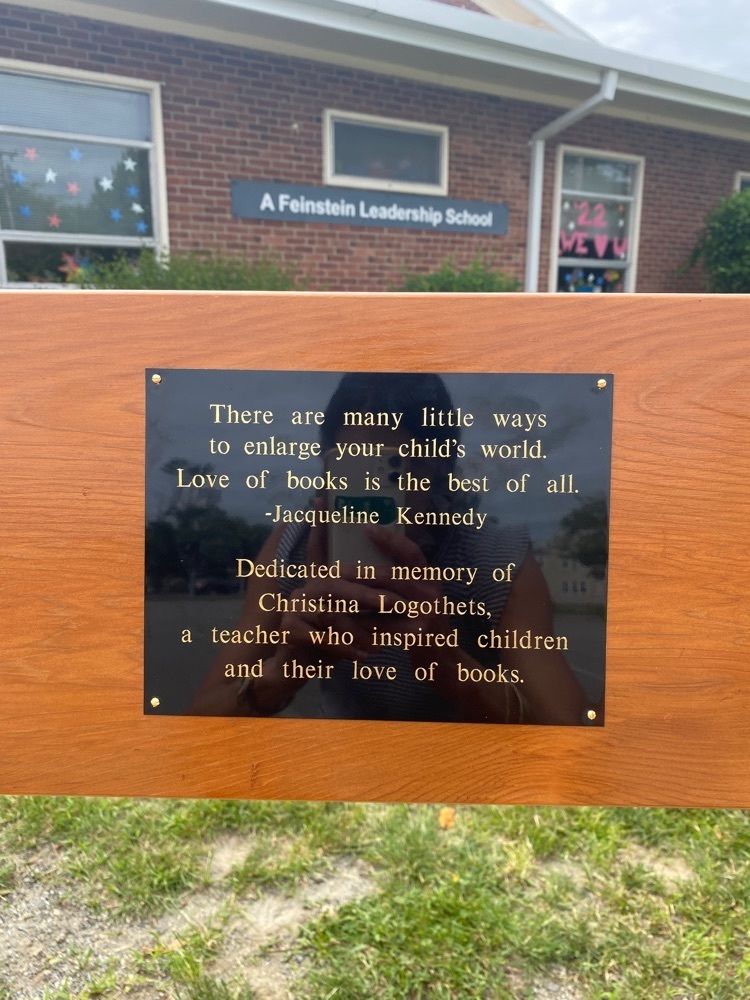 A Feinstein Leadership School
'22
WE ♥ U
There are many little ways
to enlarge your child's world.
Love of books is the best of all.
-Jacqueline Kennedy
Dedicated in memory of
Christina Logothets,
a teacher who inspired children
and their love of books.